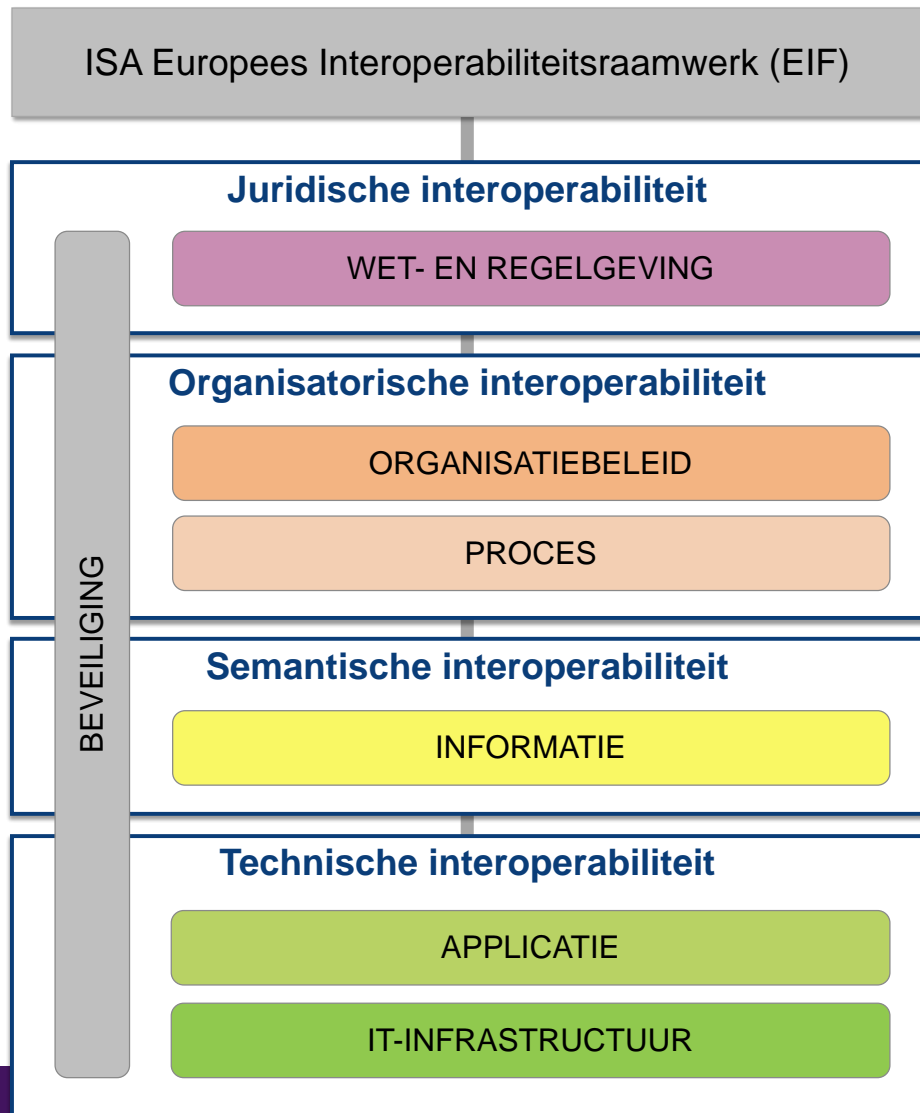 ISA Europees Interoperabiliteitsraamwerk (EIF)
Juridische interoperabiliteit
WET- EN REGELGEVING
Organisatorische interoperabiliteit
ORGANISATIEBELEID
PROCES
BEVEILIGING
Semantische interoperabiliteit
INFORMATIE
Technische interoperabiliteit
APPLICATIE
IT-INFRASTRUCTUUR